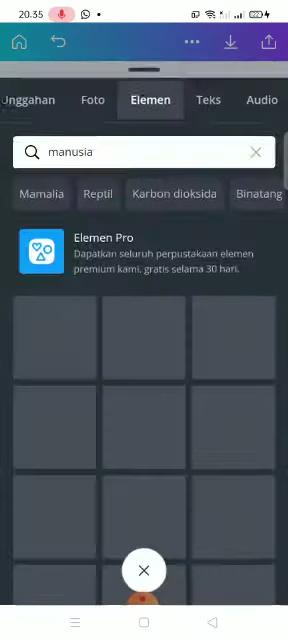 20.35
Unggahan Foto Elemen Teks Audio
manusia
Mamalia Reptil Karbon dioksida Binatang
Elemen Pro
Dapatkan seluruh perpustakaan elemen
premium kami, gratis selama 30 hari.